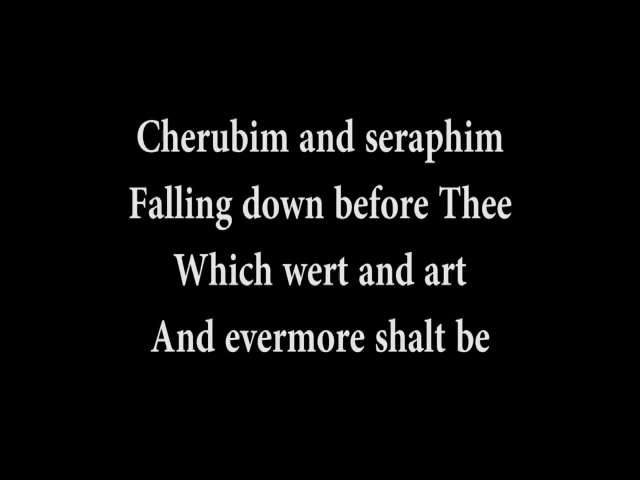 Cherubim and seraphim
Falling down before Thee
Which wert and art
And evermore shalt be